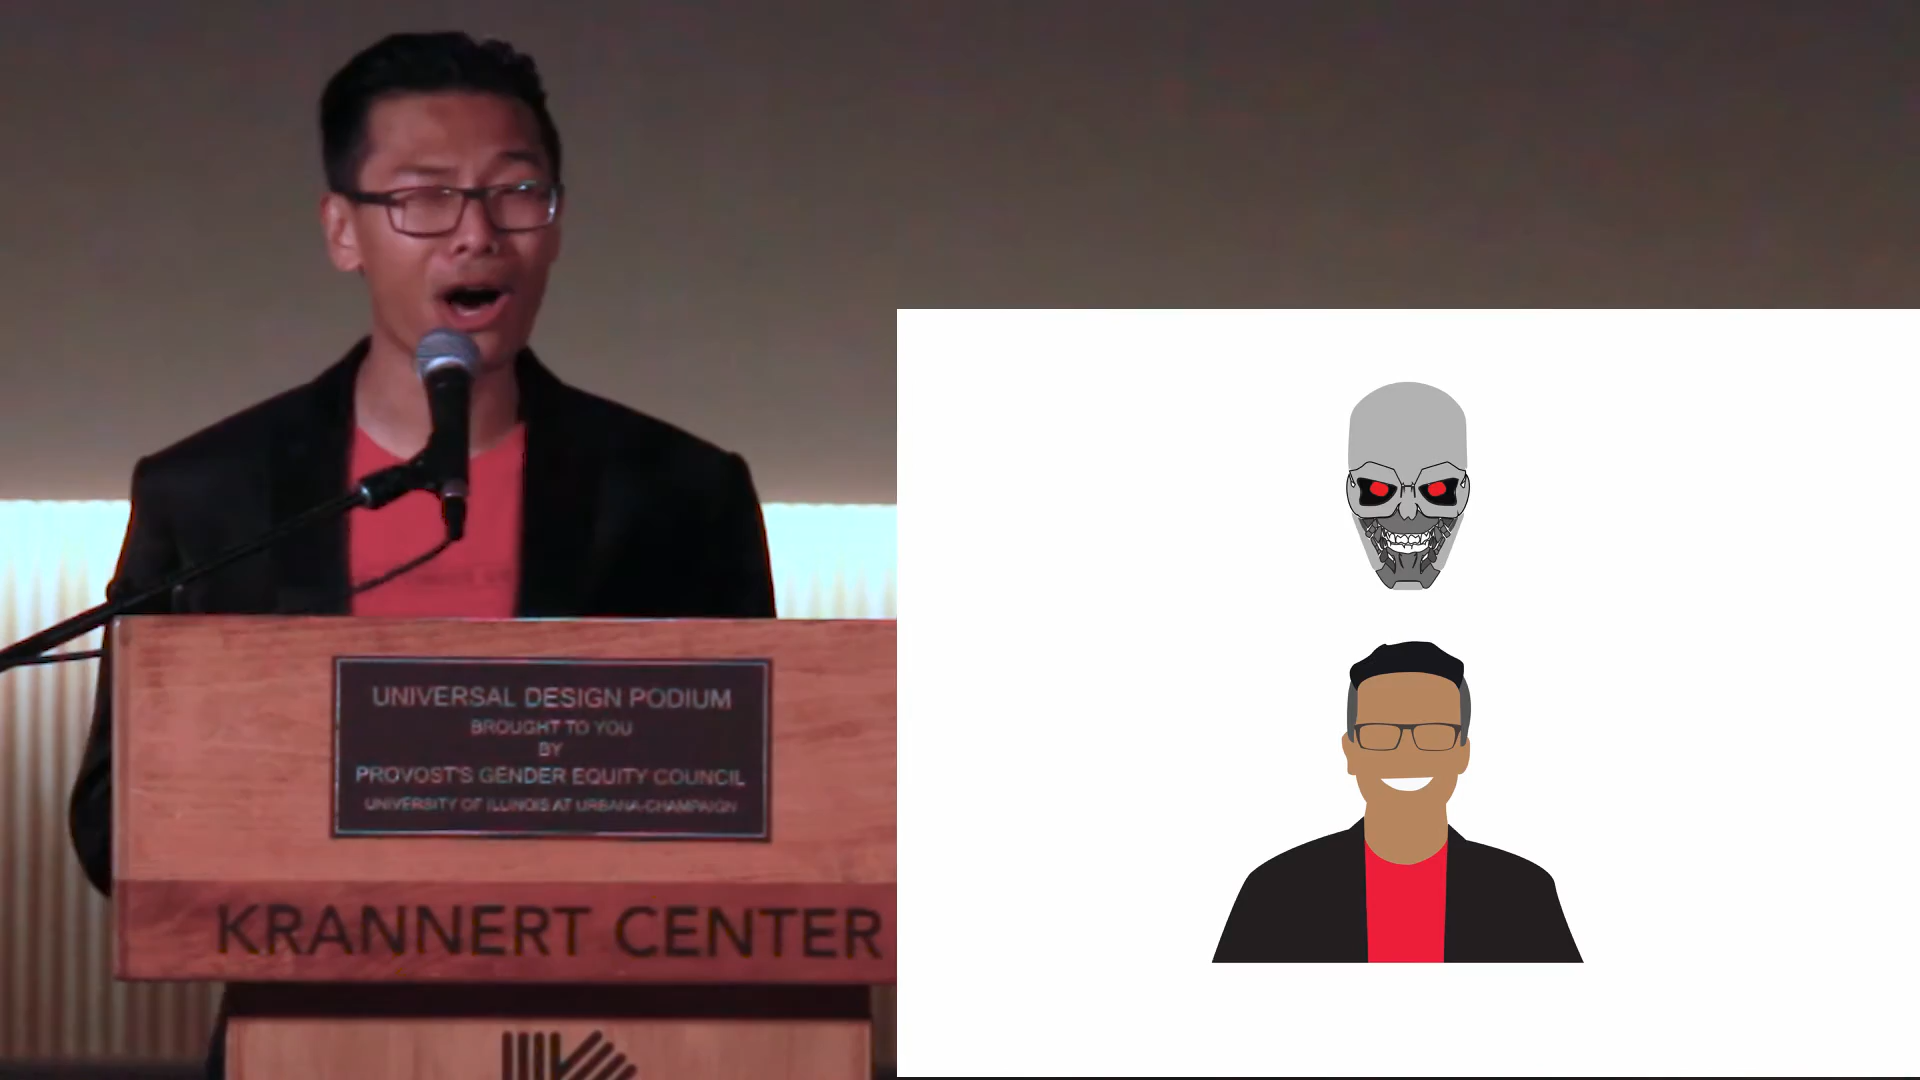 UNIVERSAL DESIGN PODIUM
BROUGHT TO YOU
BY
PROVOST'S GENDER EQUITY COUNCIL
UNIVERSITY OF ILLINOIS AT URBANA-CHAMPAIGN
KRANNERT CENTER